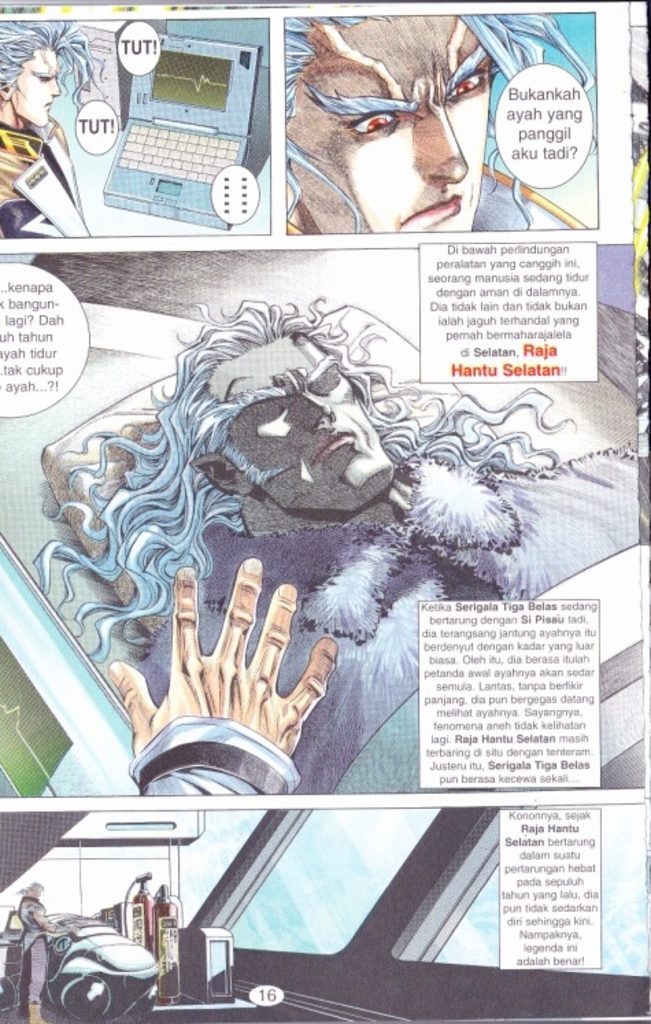 TUT!
TUT!
Bukankah
ayah yang
panggil
aku tadi?
Di bawah perlindungan
peralatan yang canggih ini,
seorang manusia sedang tidur
dengan aman di dalamnya.
Dia tidak lain dan tidak bukan
ialah jaguh terhandal yang
pernah bermaharajalela
di Selatan, Raja
Hantu Selatan!!
...kenapa
k bangun-
lagi? Dah
uh tahun
ayah tidur
..tak cukup
ayah...?!
Ketika Serigala Tiga Belas sedang
bertarung dengan Si Pisau tadi,
dia terangsang jantung ayahnya itu
berdenyut dengan kadar yang luar
biasa. Oleh itu, dia berasa itulah
petanda awal ayahnya akan sedar
semula. Lantas, tanpa berfikir
panjang, dia pun bergegas datang
melihat ayahnya. Sayangnya,
fenomena aneh tidak kelihatan
lagi. Raja Hantu Selatan masih
terbaring di situ dengan tenteram.
Justeru itu, Serigala Tiga Belas
pun berasa kecewa sekali....
Kononnya, sejak
Raja Hantu
Selatan bertarung
dalam suatu
pertarungan hebat
pada sepuluh
tahun yang lalu, dia
pun tidak sedarkan
diri sehingga kini.
Nampaknya,
legenda ini
adalah benar!
16